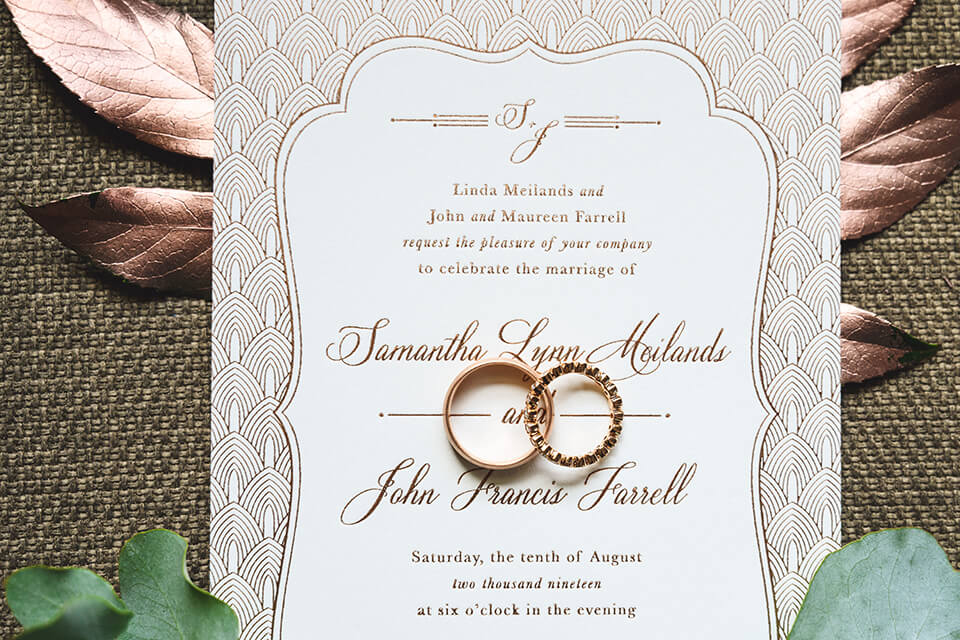 S + J
Linda Meilands and
John and Maureen Farrell
request the pleasure of your company
to celebrate the marriage of
Samantha Lynn Meilands
and
John Francis Farrell
Saturday, the tenth of August
two thousand nineteen
at six o'clock in the evening